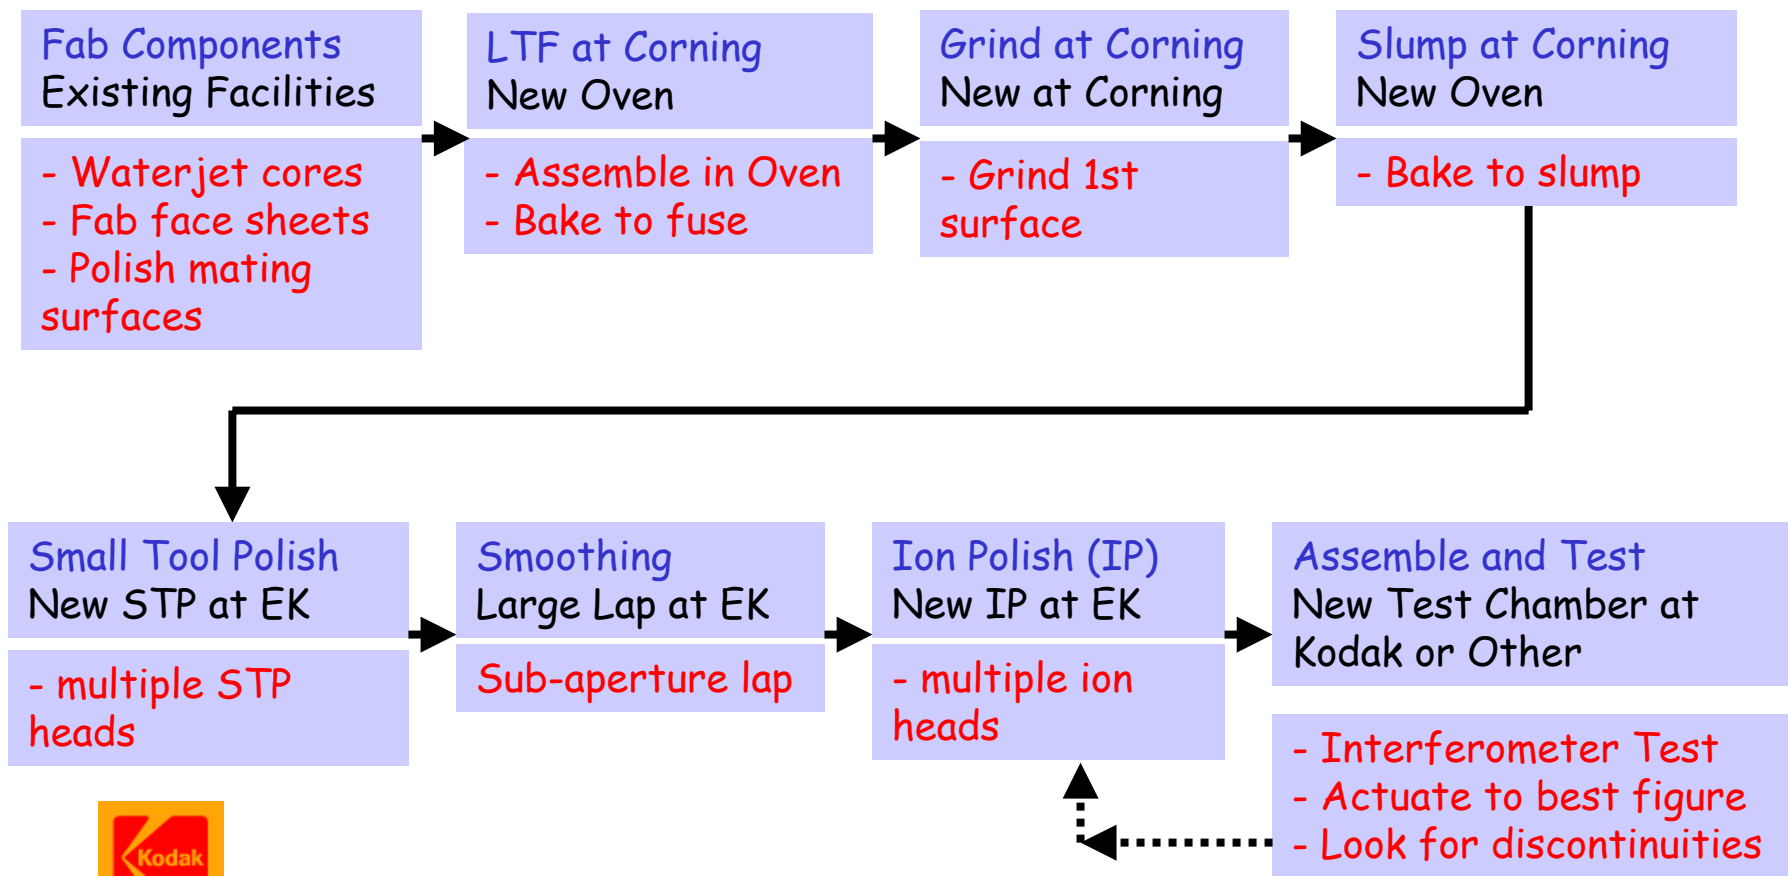 Fab Components
Existing Facilities
- Waterjet cores
- Fab face sheets
- Polish mating
surfaces
LTF at Corning
New Oven
- Assemble in Oven
- Bake to fuse
Grind at Corning
New at Corning
- Grind 1st
surface
Slump at Corning
New Oven
- Bake to slump
Small Tool Polish
New STP at EK
- multiple STP
heads
Smoothing
Large Lap at EK
Sub-aperture lap
Ion Polish (IP)
New IP at EK
- multiple ion
heads
Assemble and Test
New Test Chamber at
Kodak or Other
- Interferometer Test
- Actuate to best figure
- Look for discontinuities
Kodak